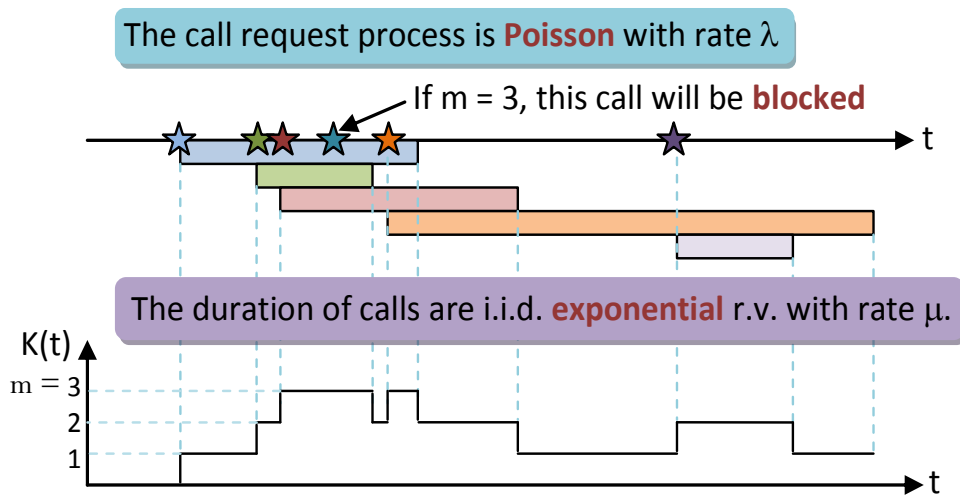 The call request process is Poisson with rate λ
If m = 3, this call will be blocked
t
The duration of calls are i.i.d. exponential r.v. with rate μ.
K(t)
m = 3
2
1
t